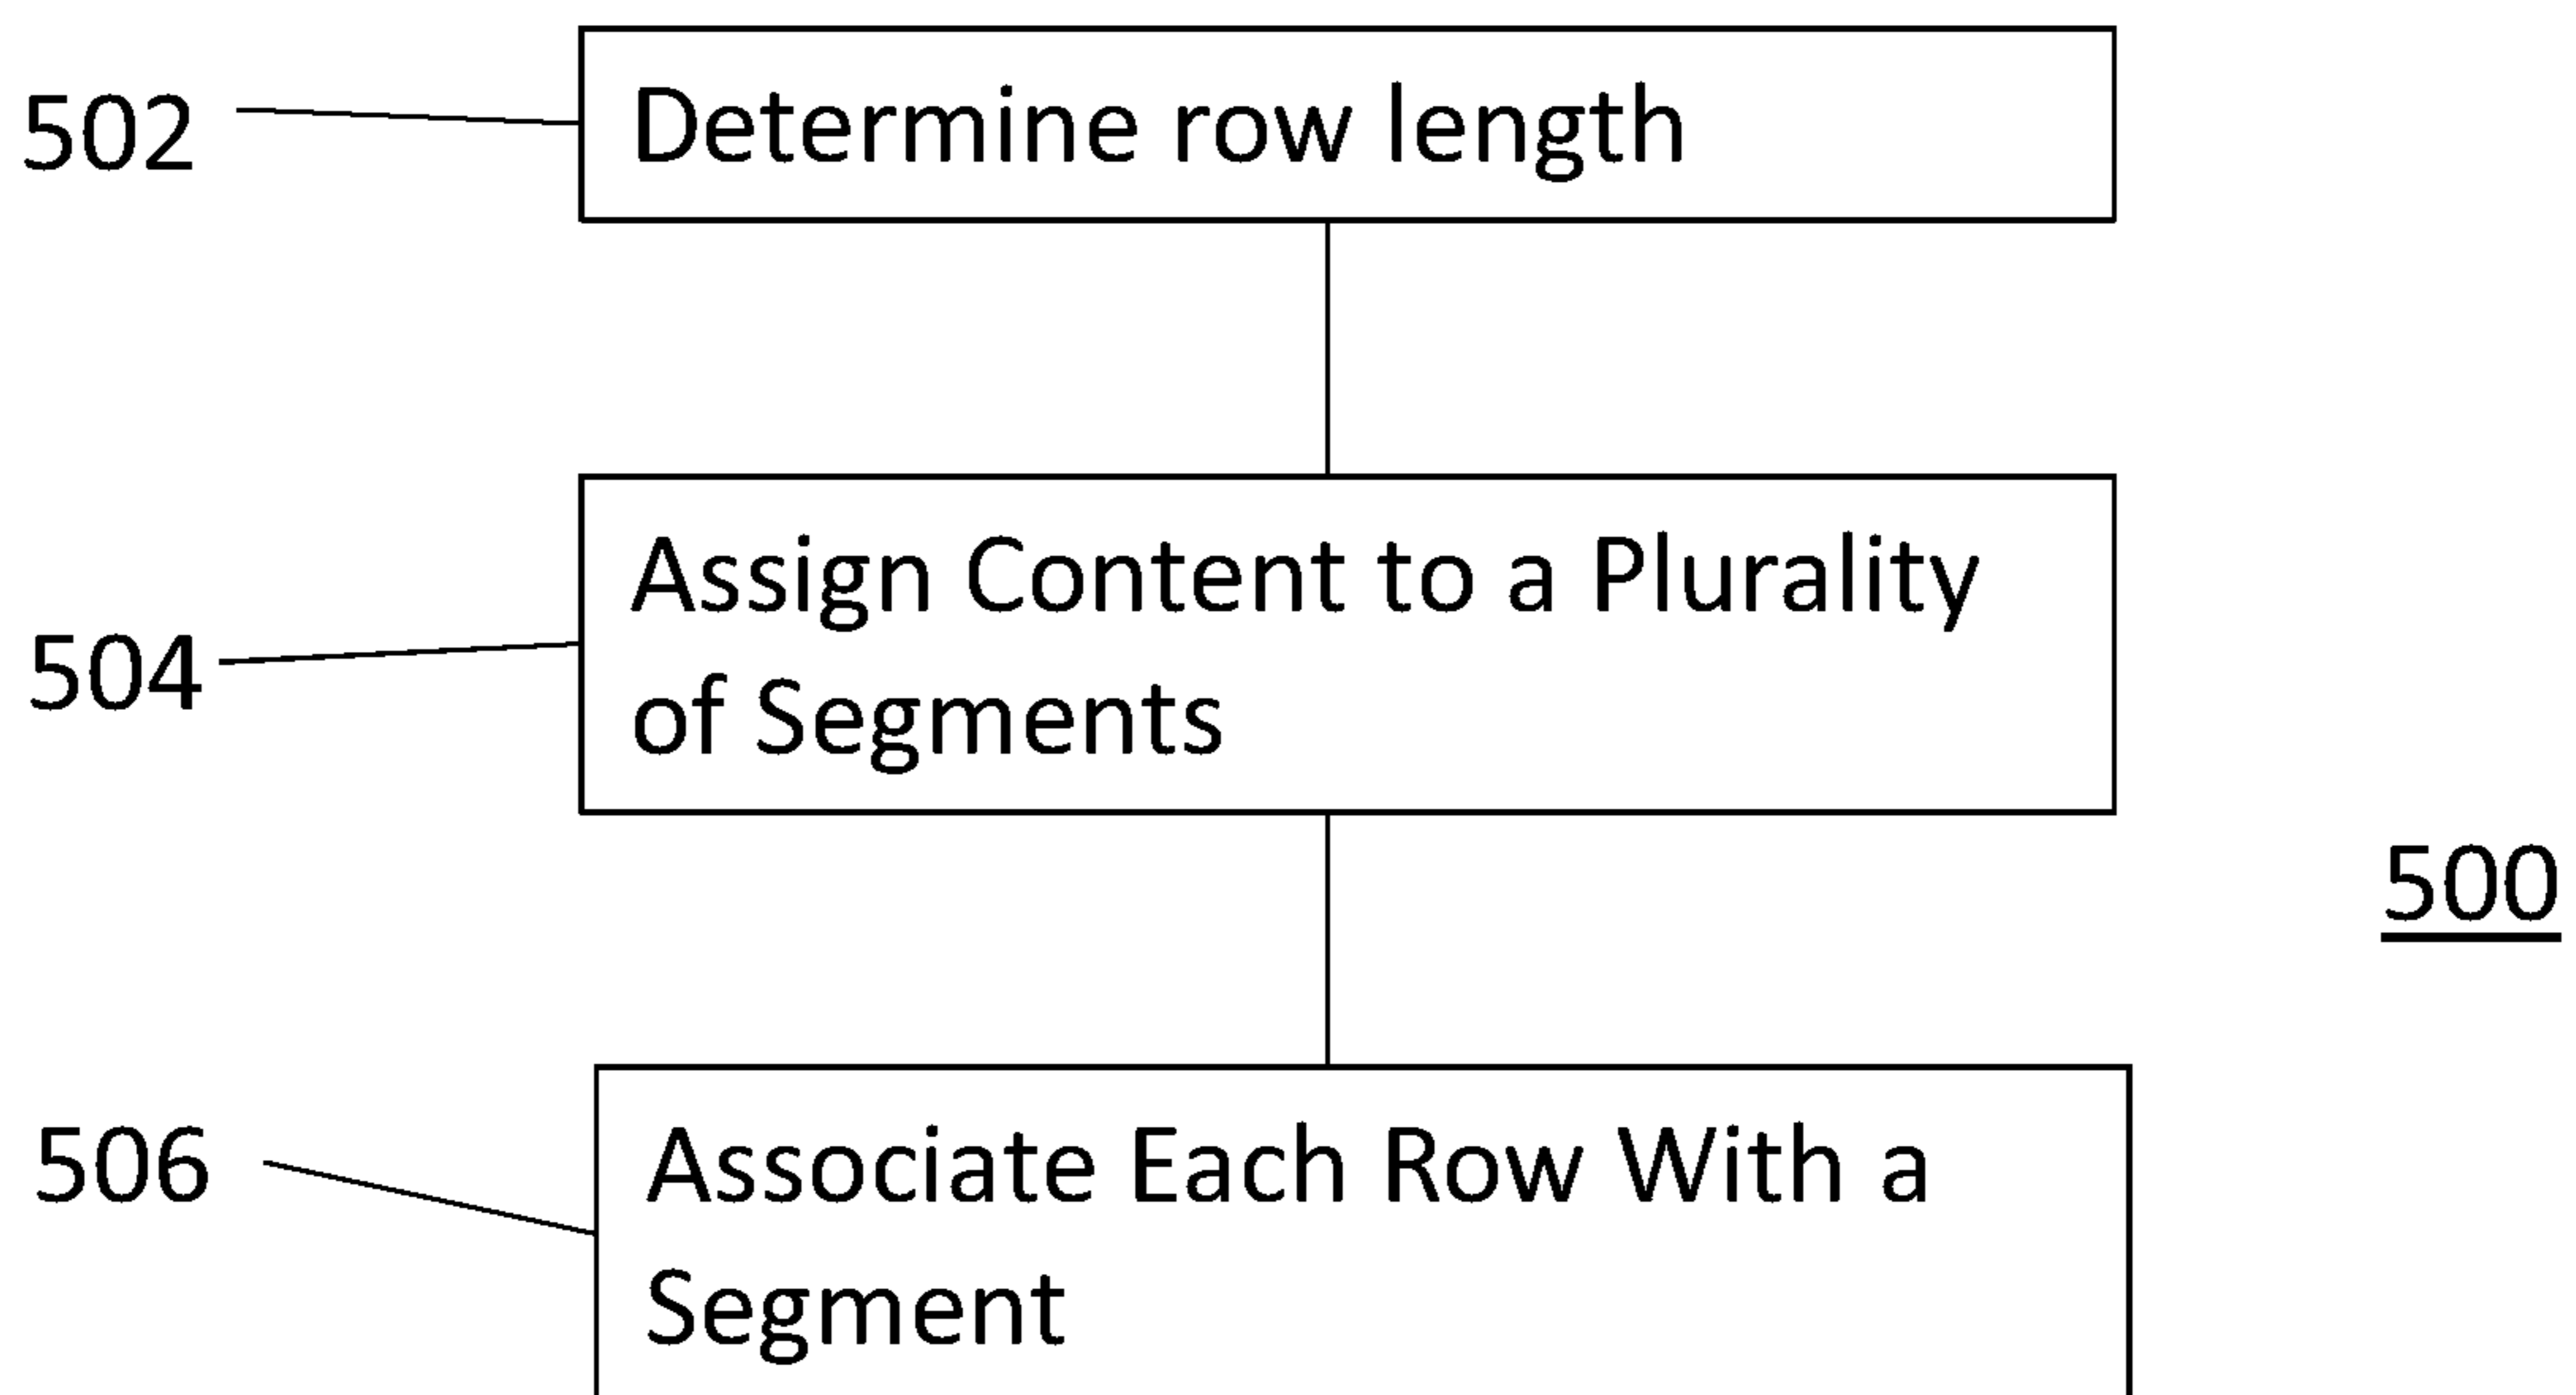 502
Determine row length
Assign Content to a Plurality
of Segments
504
500
506
Associate Each Row With a
Segment